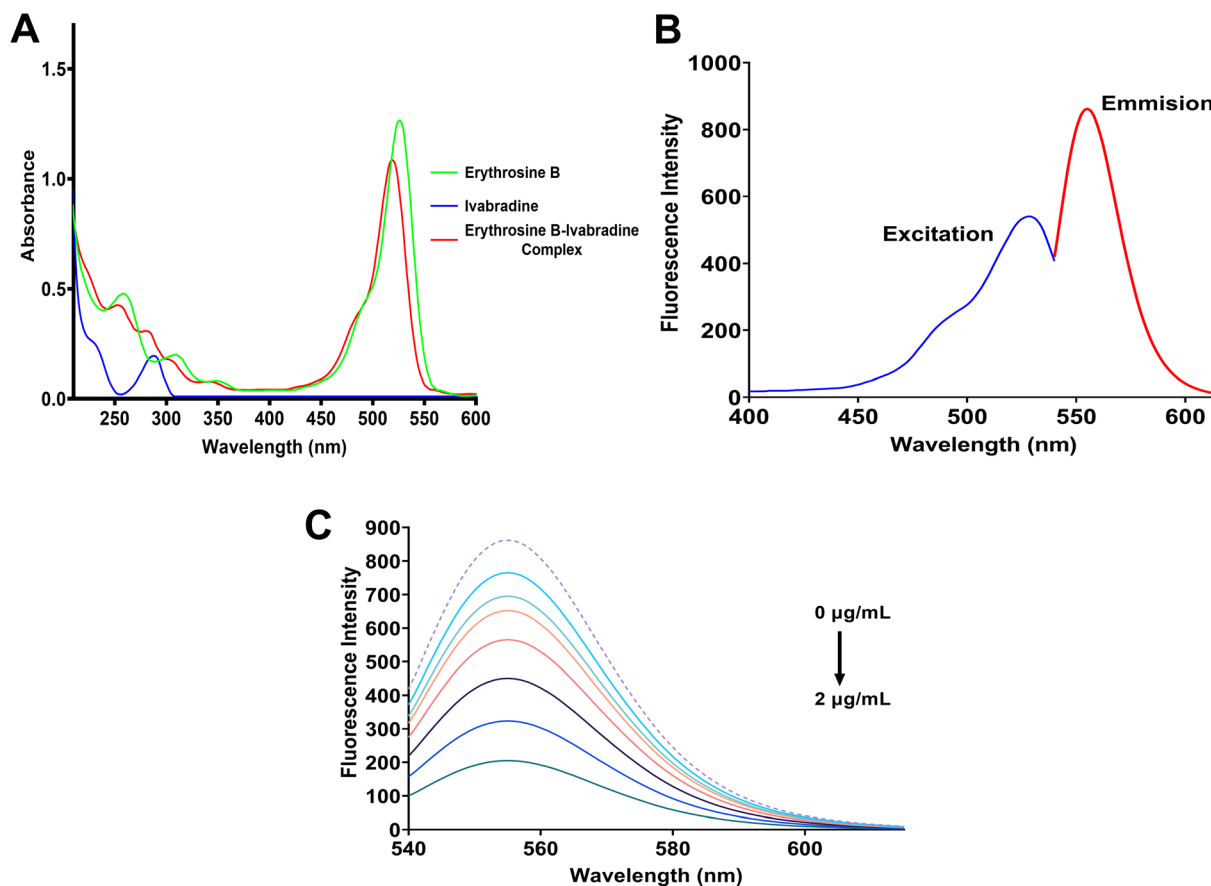 A
1.5
1.0
0.5
0.0
Absorbance
250 300 350 400 450 500 550 600
Wavelength (nm)
Erythrosine B
Ivabradine
Erythrosine B-Ivabradine
Complex
B
1000
800
600
400
200
0
Fluorescence Intensity
Excitation
Emmision
400 450 500 550 600
Wavelength (nm)
C
900
800
700
600
500
400
300
200
100
0
Fluorescence Intensity
540 560 580 600
Wavelength (nm)
0 µg/mL
2 µg/mL